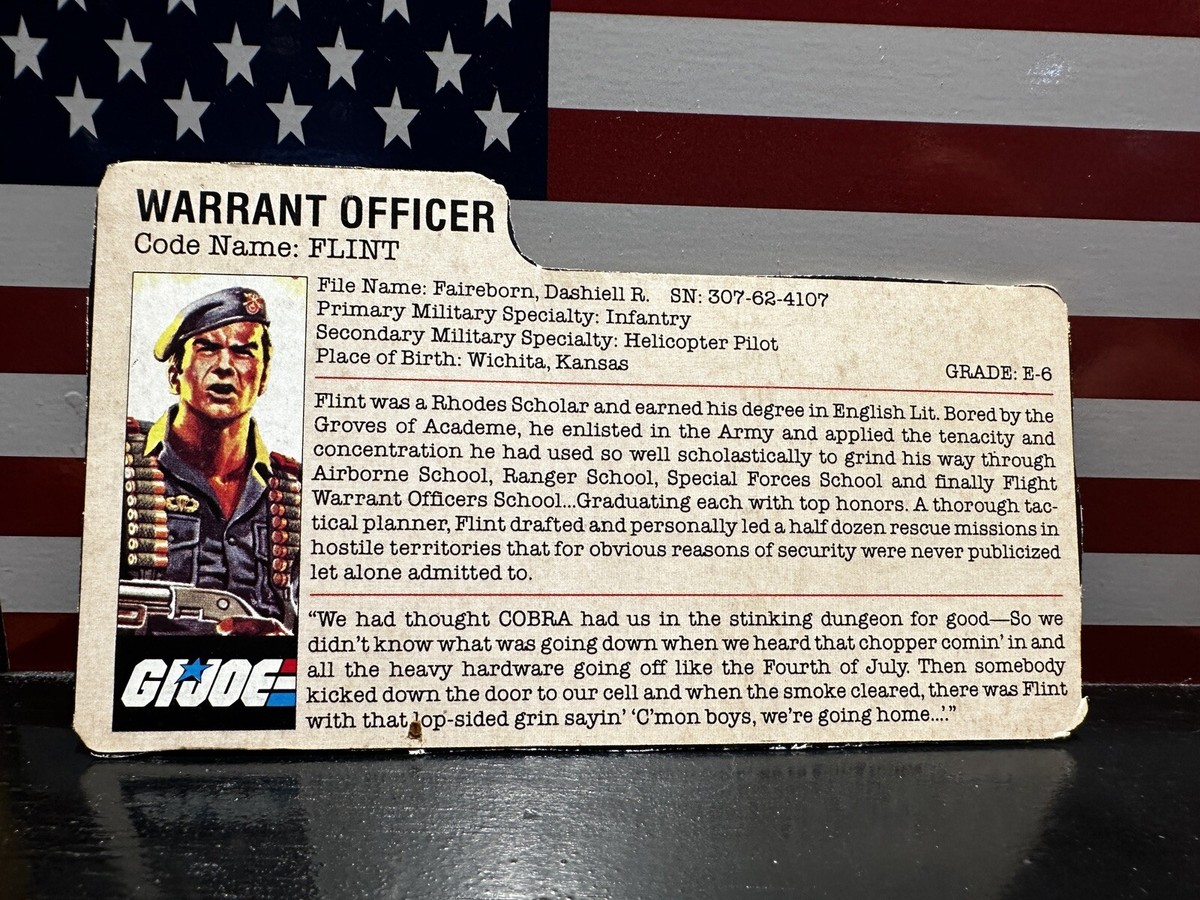 WARRANT OFFICER
Code Name: FLINT
File Name: Faireborn, Dashiell R. SN: 307-62-4107
Primary Military Specialty: Infantry
Secondary Military Specialty: Helicopter Pilot
Place of Birth: Wichita, Kansas
GRADE: E-6
Flint was a Rhodes Scholar and earned his degree in English Lit. Bored by the
Groves of Academe, he enlisted in the Army and applied the tenacity and
concentration he had used so well scholastically to grind his way through
Airborne School, Ranger School, Special Forces School and finally Flight
Warrant Officers School...Graduating each with top honors. A thorough tac-
tical planner, Flint drafted and personally led a half dozen rescue missions in
hostile territories that for obvious reasons of security were never publicized
let alone admitted to.
“We had thought COBRA had us in the stinking dungeon for good—So we
didn't know what was going down when we heard that chopper comin' in and
all the heavy hardware going off like the Fourth of July. Then somebody
kicked down the door to our cell and when the smoke cleared, there was Flint
with that lop-sided grin sayin' ‘C'mon boys, we're going home....’”
GI JOE